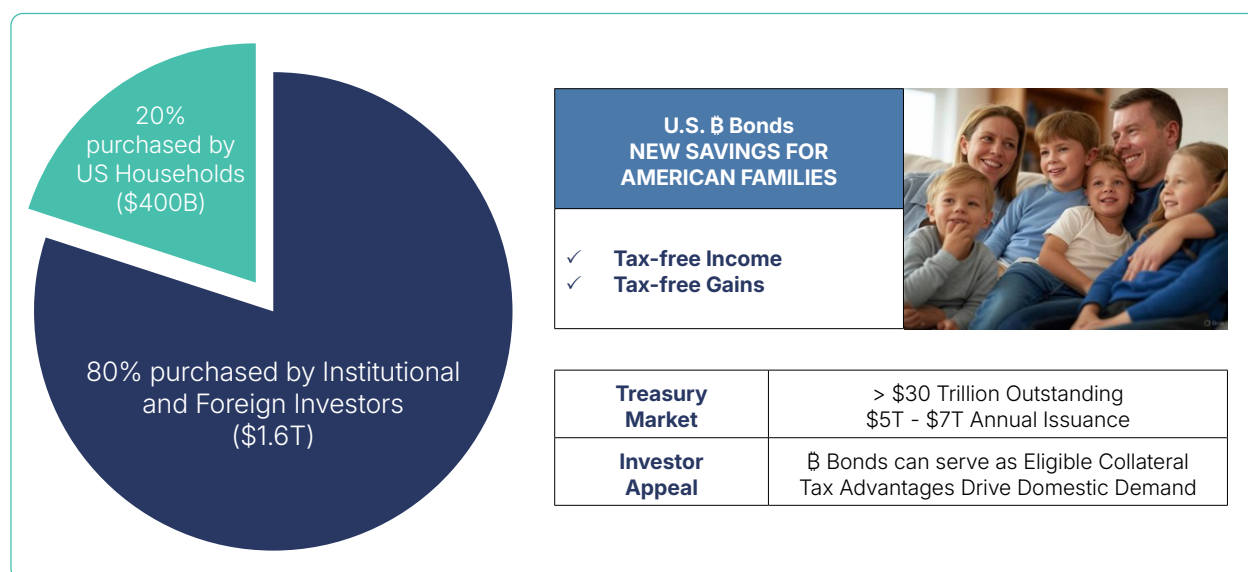 20%
purchased by
US Households
($400B)
80% purchased by Institutional
and Foreign Investors
($1.6T)
U.S. ₿ Bonds
NEW SAVINGS FOR
AMERICAN FAMILIES
✓ Tax-free Income
✓ Tax-free Gains
Treasury
Market
> $30 Trillion Outstanding
$5T - $7T Annual Issuance
Investor
Appeal
₿ Bonds can serve as Eligible Collateral
Tax Advantages Drive Domestic Demand